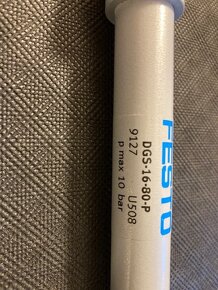 FESTO
DGS-16-80-P
9127 U508
p max 10 bar